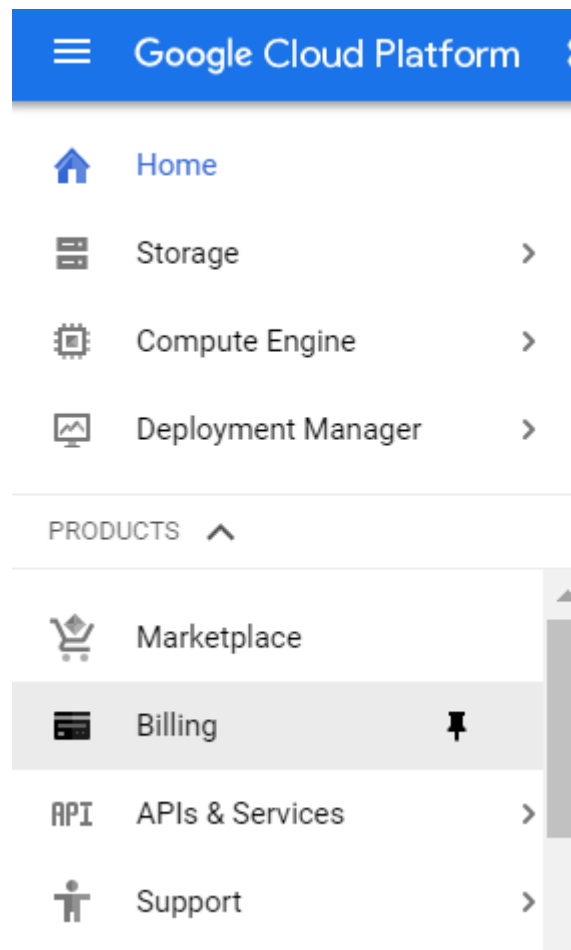 Google Cloud Platform
Home
Storage
Compute Engine
Deployment Manager
PRODUCTS
Marketplace
Billing
API APIs & Services
Support